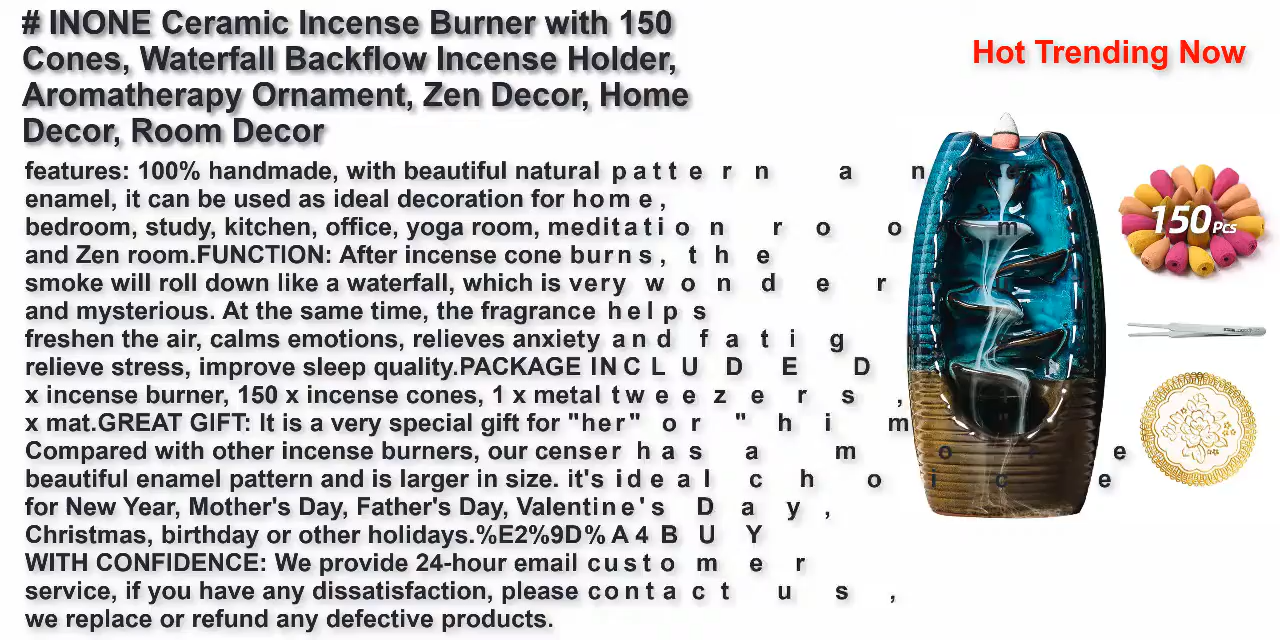 # INONE Ceramic Incense Burner with 150
Cones, Waterfall Backflow Incense Holder,
Aromatherapy Ornament, Zen Decor, Home
Decor, Room Decor
Hot Trending Now
features: 100% handmade, with beautiful natural pattern an
enamel, it can be used as ideal decoration for home,
bedroom, study, kitchen, office, yoga room, meditation room
and Zen room.FUNCTION: After incense cone burns, the
smoke will roll down like a waterfall, which is very wonder
and mysterious. At the same time, the fragrance helps
freshen the air, calms emotions, relieves anxiety and fatig
relieve stress, improve sleep quality.PACKAGE INCLUDED
x incense burner, 150 x incense cones, 1 x metal tweezers,
x mat.GREAT GIFT: It is a very special gift for "her" or "him
Compared with other incense burners, our censer has a more
beautiful enamel pattern and is larger in size. it's ideal choice
for New Year, Mother's Day, Father's Day, Valentine's Day,
Christmas, birthday or other holidays.%E2%9D%A4BUY
WITH CONFIDENCE: We provide 24-hour email customer
service, if you have any dissatisfaction, please contact us,
we replace or refund any defective products.
150 Pcs